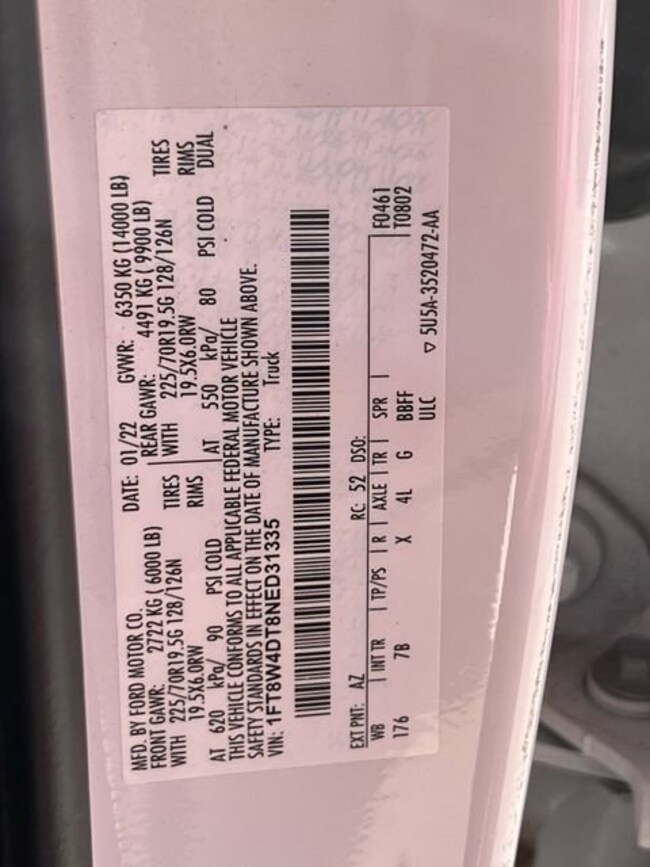 MFD. BY FORD MOTOR CO.
DATE: 01/22 GVWR: 6350 KG (14000 LB)
FRONT GAWR: 2722 KG ( 6000 LB) REAR GAWR: 4491 KG ( 9900 LB)
WITH 225/70R19.5G 128/126N TIRES WITH 225/70R19.5G 128/126N TIRES
19.5X6.0RW RIMS 19.5X6.0RW RIMS
AT 620 kPa/ 90 PSI COLD AT 550 kPa/ 80 PSI COLD DUAL
THIS VEHICLE CONFORMS TO ALL APPLICABLE FEDERAL MOTOR VEHICLE
SAFETY STANDARDS IN EFFECT ON THE DATE OF MANUFACTURE SHOWN ABOVE.
VIN: 1FT8W4DT8NED31335 TYPE: Truck
EXT PNT: AZ RC: 52 DSO: F0461
WB INT TR TP/PS R AXLE TR SPR T0802
176 7B X 4L G BBFF
ULC
▽ 5U5A-3520472-AA